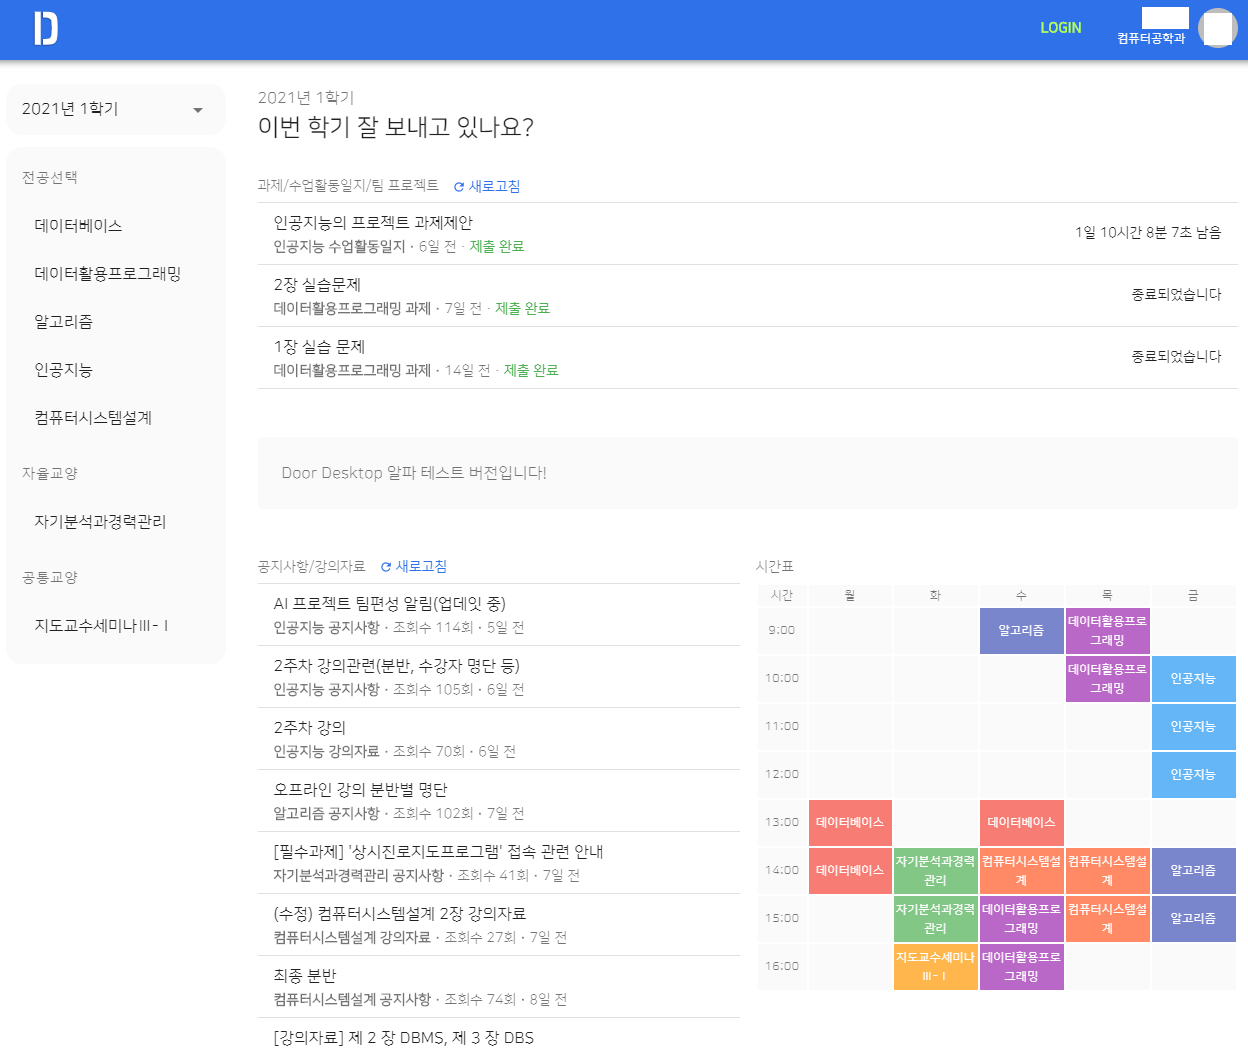 D
LOGIN
컴퓨터공학과
2021년 1학기
전공선택
데이터베이스
데이터활용프로그래밍
알고리즘
인공지능
컴퓨터시스템설계
자율교양
자기분석과경력관리
공통교양
지도교수세미나Ⅲ-Ⅰ
2021년 1학기
이번 학기 잘 보내고 있나요?
과제/수업활동일지/팀 프로젝트 새로고침
인공지능의 프로젝트 과제제안
인공지능 수업활동일지 • 6일 전 · 제출 완료
1일 10시간 8분 7초 남음
2장 실습문제
데이터활용프로그래밍 과제 • 7일 전 · 제출 완료
종료되었습니다
1장 실습 문제
데이터활용프로그래밍 과제 • 14일 전 · 제출 완료
종료되었습니다
Door Desktop 알파 테스트 버전입니다!
공지사항/강의자료 새로고침
AI 프로젝트 팀편성 알림(업데잇 중)
인공지능 공지사항 • 조회수 114회 • 5일 전
2주차 강의관련(분반, 수강자 명단 등)
인공지능 공지사항 • 조회수 105회 • 6일 전
2주차 강의
인공지능 강의자료 • 조회수 70회 • 6일 전
오프라인 강의 분반별 명단
알고리즘 공지사항 • 조회수 102회 • 7일 전
[필수과제] '상시진로지도프로그램' 접속 관련 안내
자기분석과경력관리 공지사항 • 조회수 41회 • 7일 전
(수정) 컴퓨터시스템설계 2장 강의자료
컴퓨터시스템설계 강의자료 • 조회수 27회 • 7일 전
최종 분반
컴퓨터시스템설계 공지사항 • 조회수 74회 • 8일 전
[강의자료] 제 2 장 DBMS, 제 3 장 DBS
시간표
시간 월 화 수 목 금
9:00 알고리즘 데이터활용프로
그래밍
10:00 데이터활용프로
그래밍 인공지능
11:00 인공지능
12:00 인공지능
13:00 데이터베이스 데이터베이스
14:00 데이터베이스 자기분석과경력
관리 컴퓨터시스템설
계 컴퓨터시스템설
계 알고리즘
15:00 자기분석과경력
관리 데이터활용프로
그래밍 컴퓨터시스템설
계 알고리즘
16:00 지도교수세미나
Ⅲ-Ⅰ 데이터활용프로
그래밍